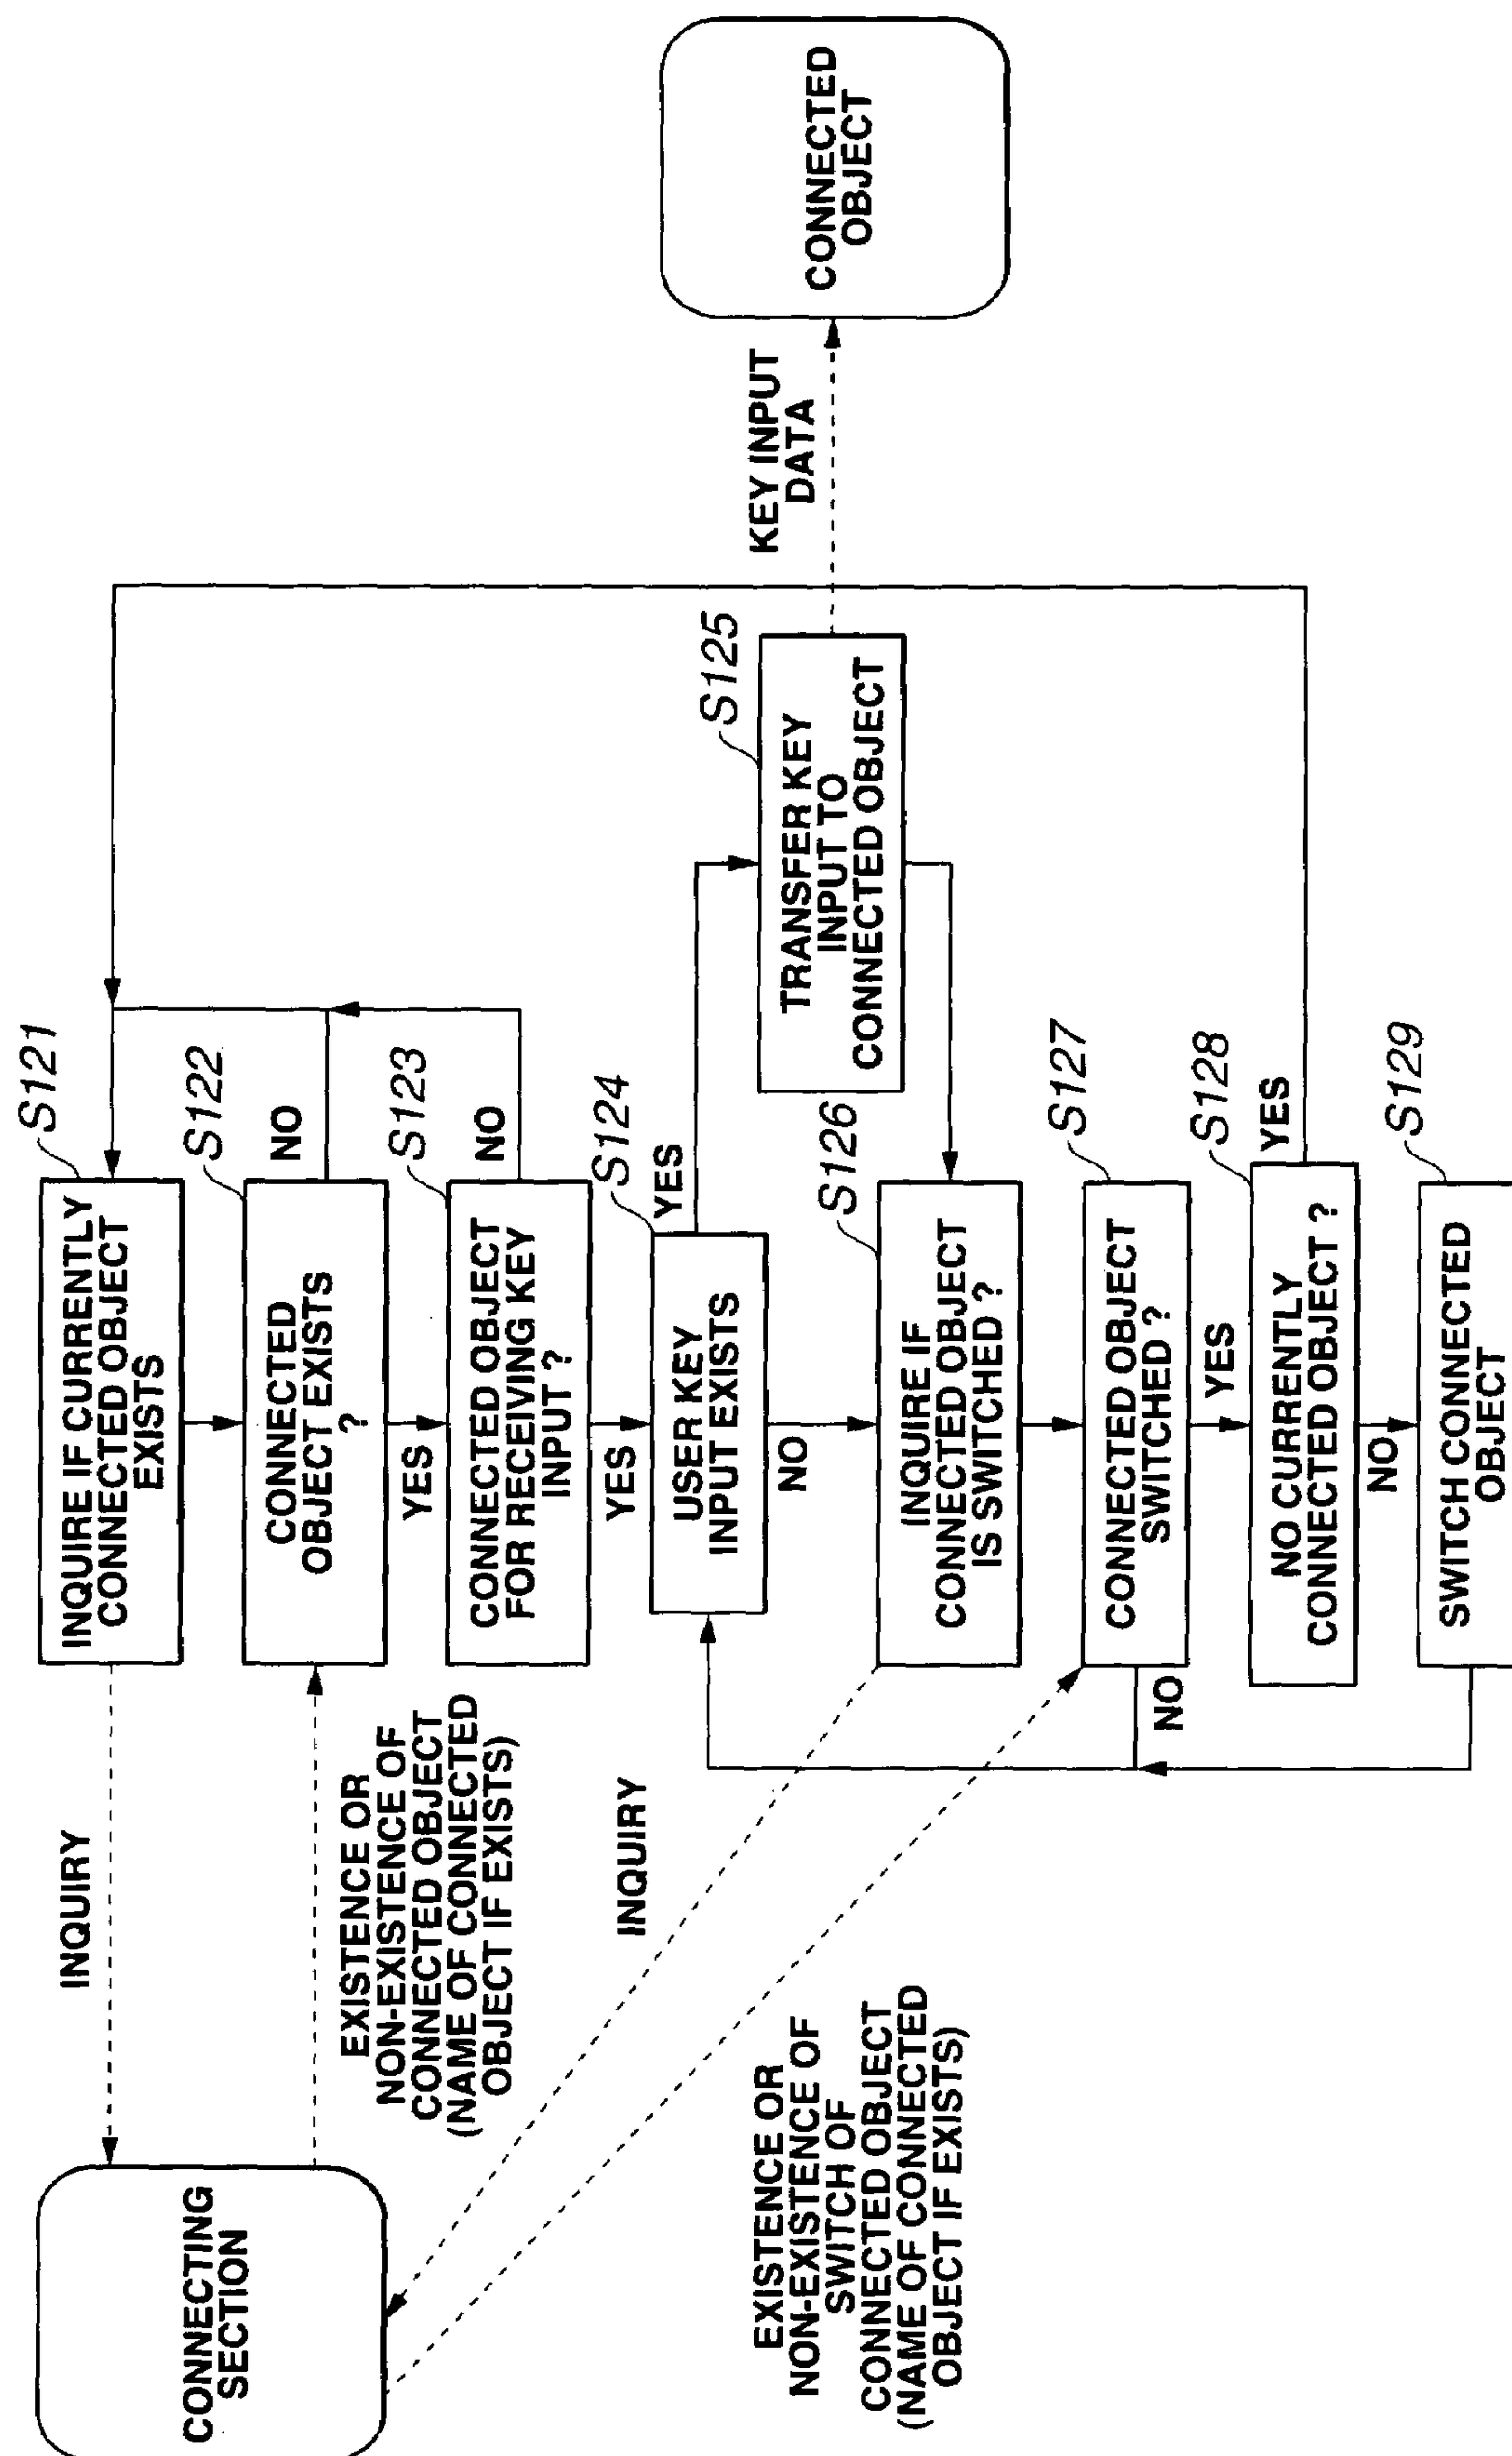 CONNECTING
SECTION
INQUIRY
EXISTENCE OR
NON-EXISTENCE OF
CONNECTED OBJECT
(NAME OF CONNECTED
OBJECT IF EXISTS)
INQUIRY
EXISTENCE OR
NON-EXISTENCE OF
SWITCH OF
CONNECTED OBJECT
(NAME OF CONNECTED
OBJECT IF EXISTS)
S121
INQUIRE IF CURRENTLY
CONNECTED OBJECT
EXISTS
S122
CONNECTED
OBJECT EXISTS
?
NO
YES
S123
CONNECTED OBJECT
FOR RECEIVING KEY
INPUT ?
NO
YES
S124
USER KEY
INPUT EXISTS
YES
NO
S125
TRANSFER KEY
INPUT TO
CONNECTED OBJECT
KEY INPUT
DATA
CONNECTED
OBJECT
S126
INQUIRE IF
CONNECTED OBJECT
IS SWITCHED ?
S127
CONNECTED OBJECT
SWITCHED ?
NO
YES
S128
NO CURRENTLY
CONNECTED OBJECT ?
YES
NO
S129
SWITCH CONNECTED
OBJECT